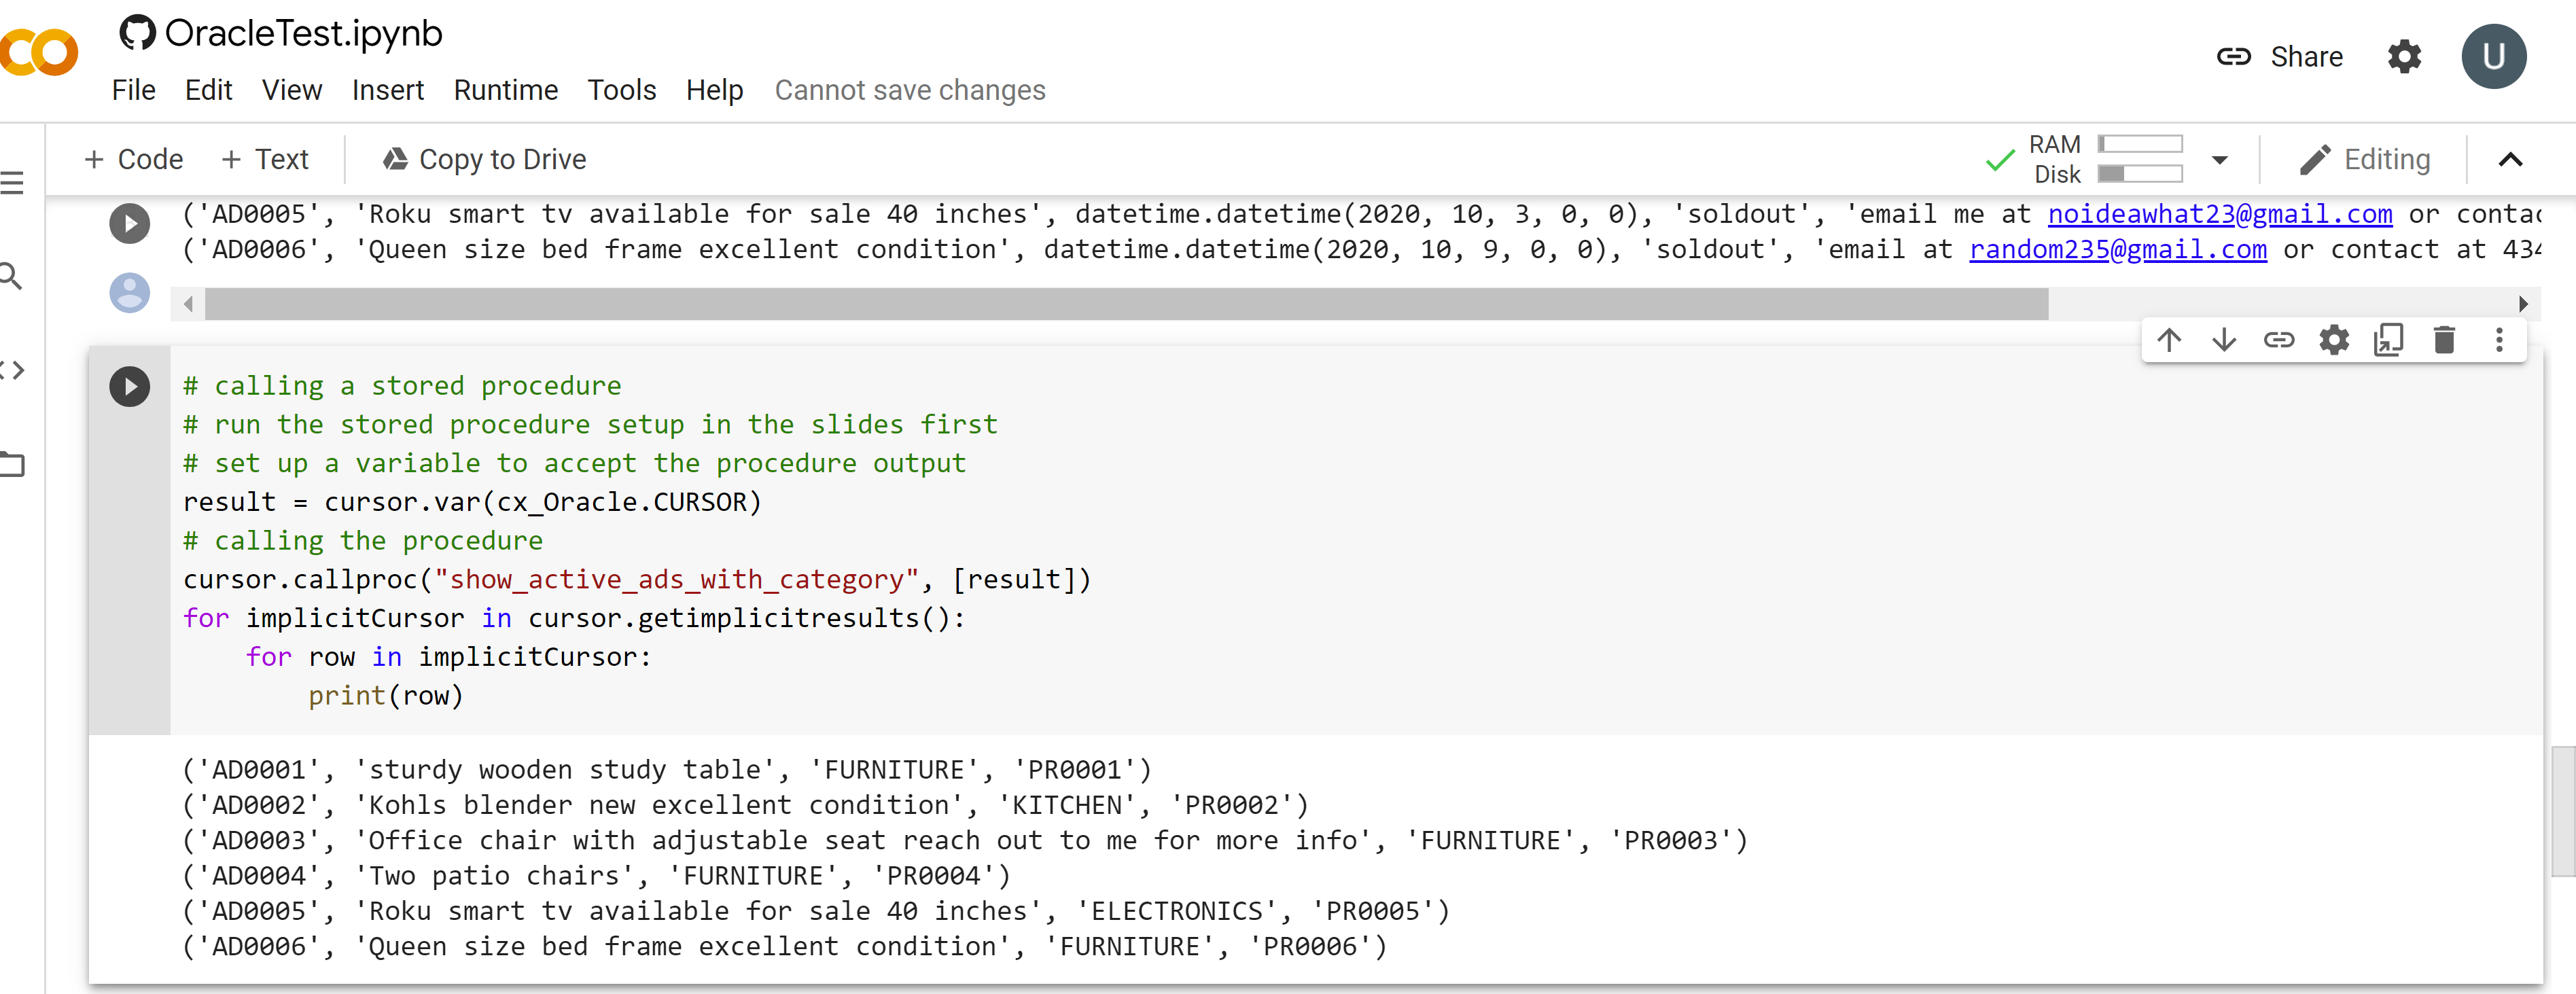 OracleTest.ipynb
Share
U
File Edit View Insert Runtime Tools Help Cannot save changes
+ Code + Text Copy to Drive
RAM
Disk
Editing
('AD0005', 'Roku smart tv available for sale 40 inches', datetime.datetime(2020, 10, 3, 0, 0), 'soldout', 'email me at noideawhat23@gmail.com or contac
('AD0006', 'Queen size bed frame excellent condition', datetime.datetime(2020, 10, 9, 0, 0), 'soldout', 'email at random235@gmail.com or contact at 434
# calling a stored procedure
# run the stored procedure setup in the slides first
# set up a variable to accept the procedure output
result = cursor.var(cx_Oracle.CURSOR)
# calling the procedure
cursor.callproc("show_active_ads_with_category", [result])
for implicitCursor in cursor.getimplicitresults():
    for row in implicitCursor:
        print(row)
('AD0001', 'sturdy wooden study table', 'FURNITURE', 'PR0001')
('AD0002', 'Kohls blender new excellent condition', 'KITCHEN', 'PR0002')
('AD0003', 'Office chair with adjustable seat reach out to me for more info', 'FURNITURE', 'PR0003')
('AD0004', 'Two patio chairs', 'FURNITURE', 'PR0004')
('AD0005', 'Roku smart tv available for sale 40 inches', 'ELECTRONICS', 'PR0005')
('AD0006', 'Queen size bed frame excellent condition', 'FURNITURE', 'PR0006')